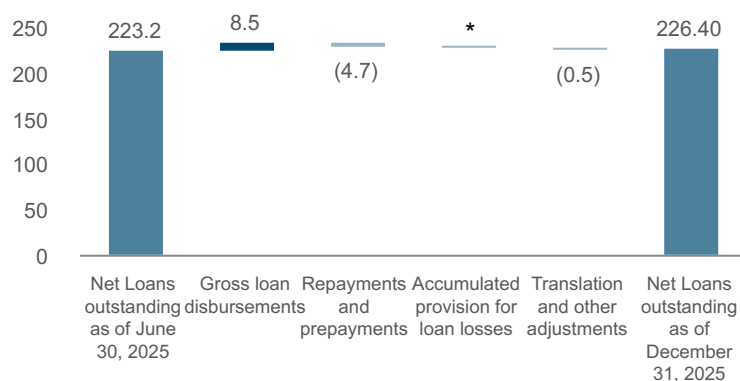 250
200
150
100
50
0
223.2
8.5
(4.7)
*
(0.5)
226.40
Net Loans
outstanding
as of June
30, 2025
Gross loan
disbursements
Repayments
and
prepayments
Accumulated
provision for
loan losses
Translation
and other
adjustments
Net Loans
outstanding
as of
December
31, 2025